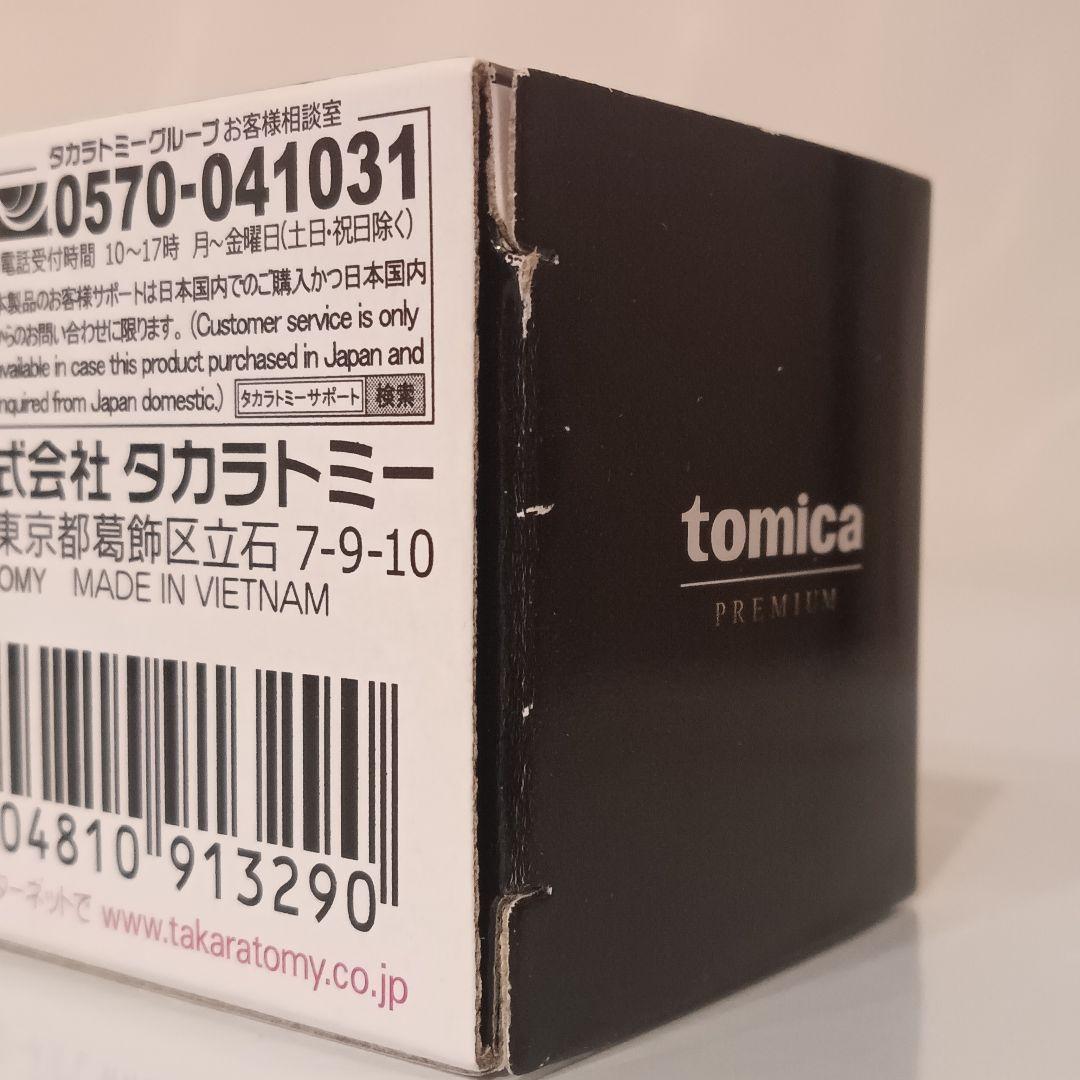 タカラトミーグループ お客様相談室
0570-041031
電話受付時間 10〜17時 月〜金曜日(土日・祝日除く)
本製品のお客様サポートは日本国内でのご購入かつ日本国内
からのお問い合わせに限ります。(Customer service is only
available in case this product purchased in Japan and
inquired from Japan domestic.) タカラトミーサポート 検索
式会社 タカラトミー
東京都葛飾区立石 7-9-10
TOMY MADE IN VIETNAM
04810 913290
ターネットで www.takaratomy.co.jp
tomica
PREMIUM